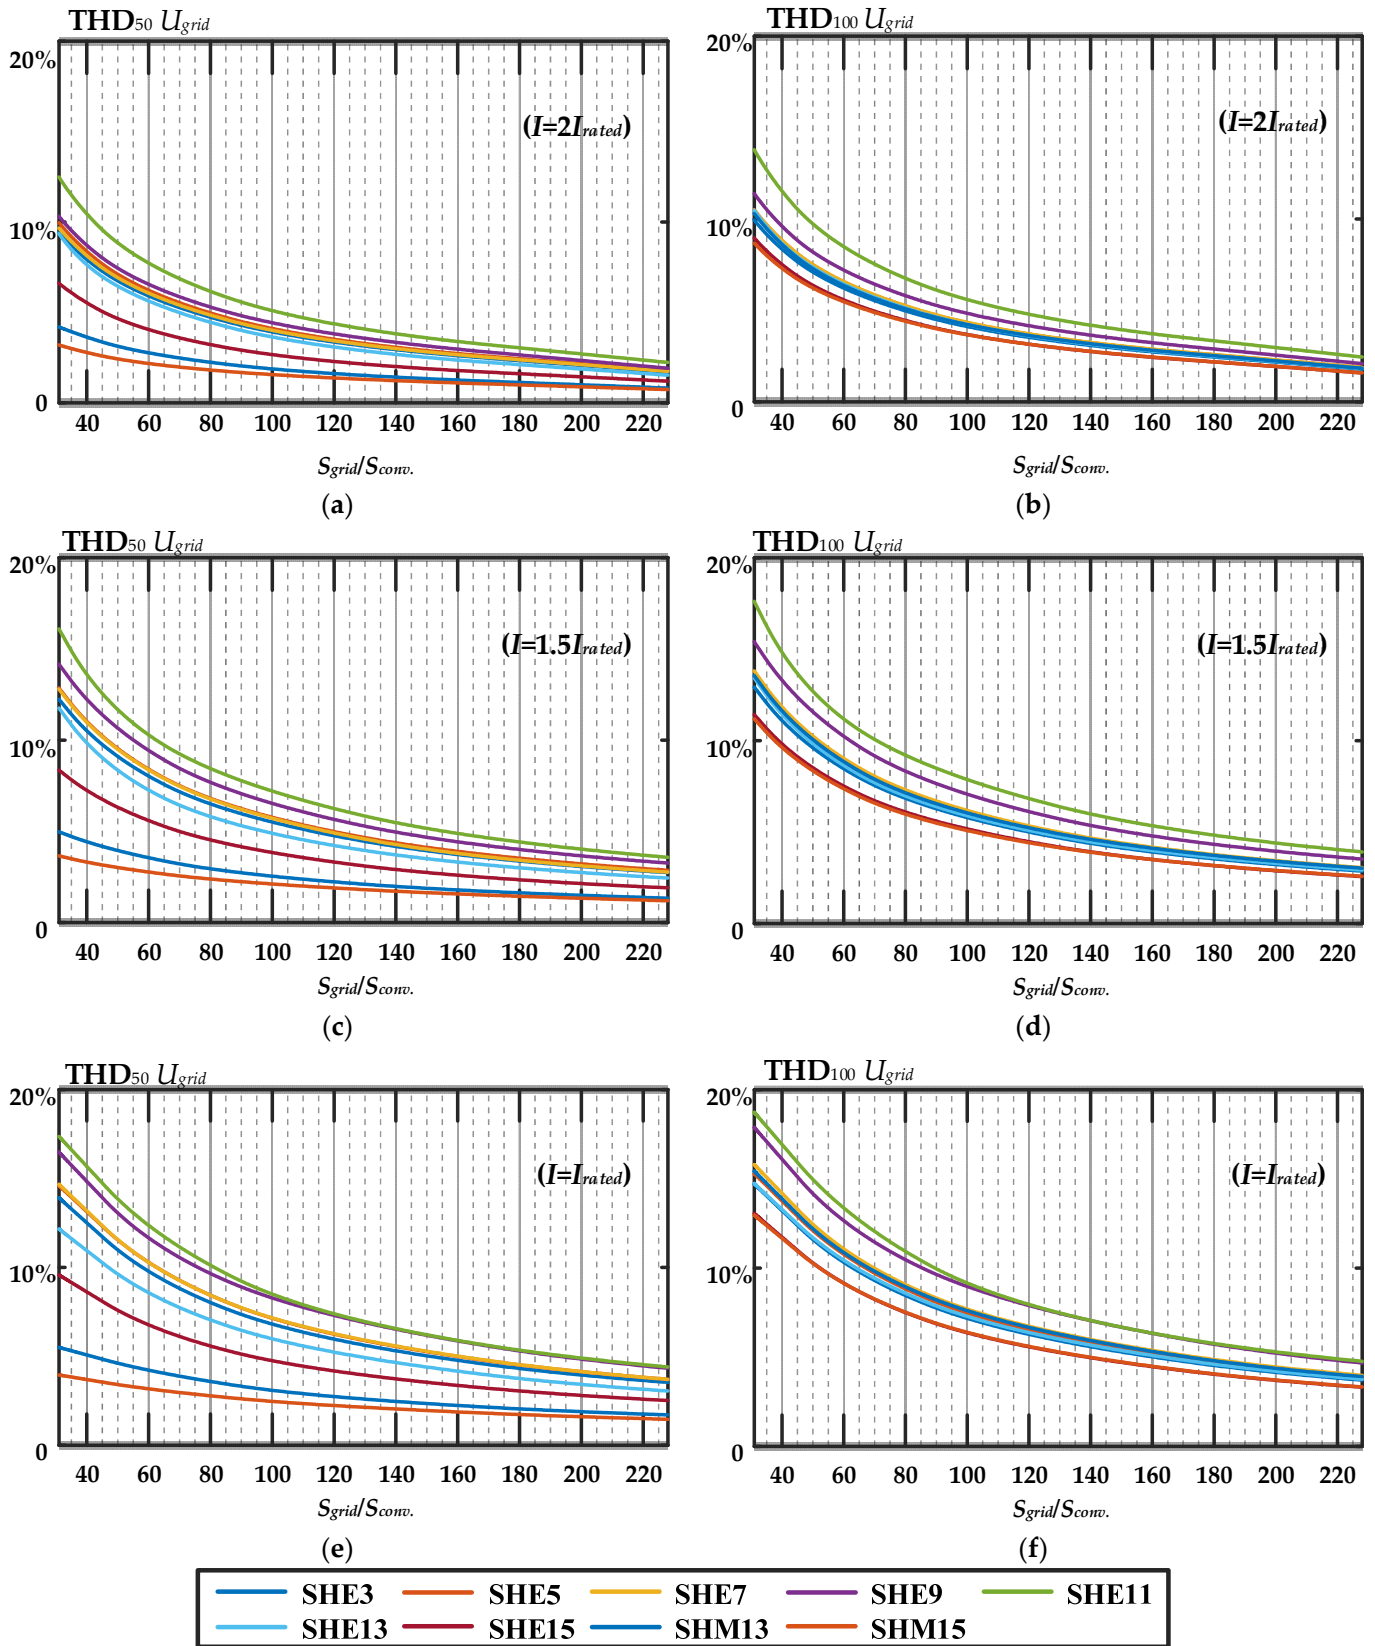 THD50 Ugrid THD100 Ugrid
20% 20%
(I=2Irated) (I=2Irated)
10% 10%
0 0
40 60 80 100 120 140 160 180 200 220 40 60 80 100 120 140 160 180 200 220
Sgrid/Sconv. Sgrid/Sconv.
(a) (b)
THD50 Ugrid THD100 Ugrid
20% 20%
(I=1.5Irated) (I=1.5Irated)
10% 10%
0 0
40 60 80 100 120 140 160 180 200 220 40 60 80 100 120 140 160 180 200 220
Sgrid/Sconv. Sgrid/Sconv.
(c) (d)
THD50 Ugrid THD100 Ugrid
20% 20%
(I=Irated) (I=Irated)
10% 10%
0 0
40 60 80 100 120 140 160 180 200 220 40 60 80 100 120 140 160 180 200 220
Sgrid/Sconv. Sgrid/Sconv.
(e) (f)
SHE3 SHE5 SHE7 SHE9 SHE11
SHE13 SHE15 SHM13 SHM15